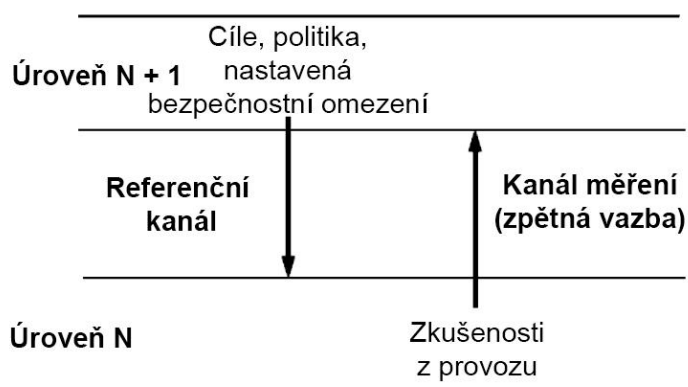 Cíle, politika,
nastavená
bezpečnostní omezení
Úroveň N + 1
Referenční
kanál
Kanál měření
(zpětná vazba)
Úroveň N
Zkušenosti
z provozu